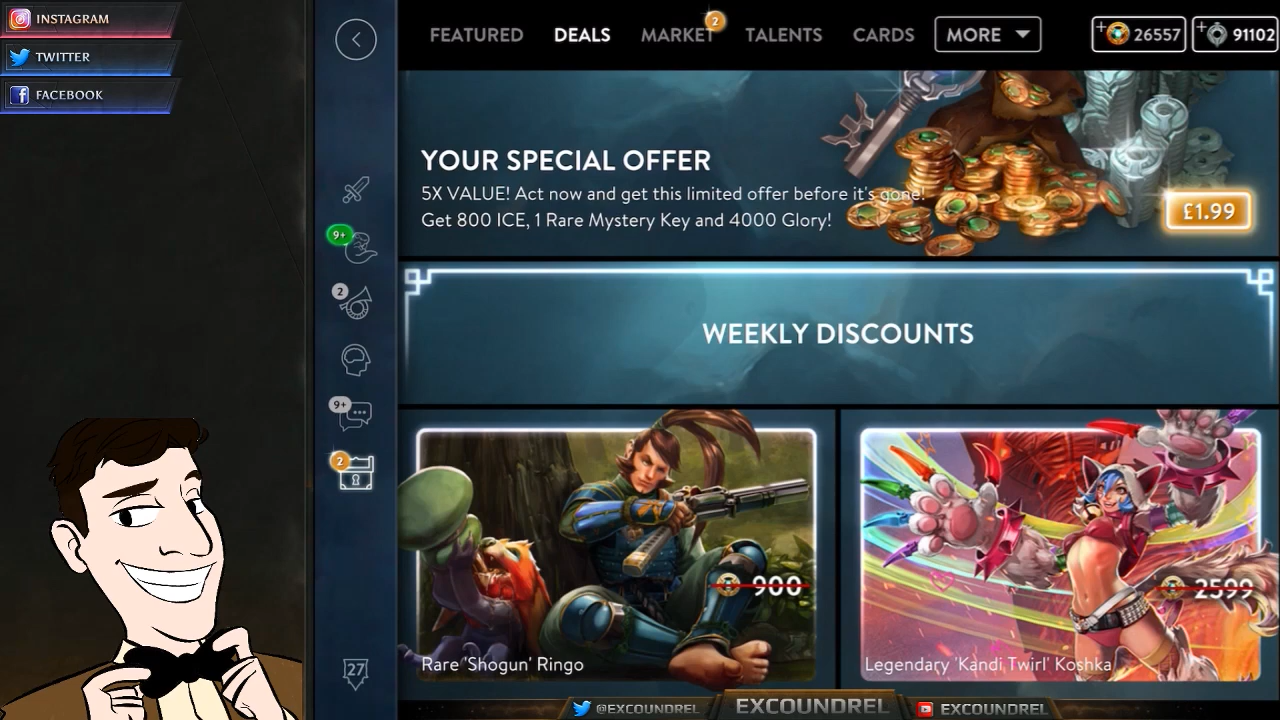 INSTAGRAM
TWITTER
FACEBOOK
FEATURED DEALS MARKET 2 TALENTS CARDS MORE + 26557 + 91102
9+
2
9+
2
27
YOUR SPECIAL OFFER
5X VALUE! Act now and get this limited offer before it's gone!
Get 800 ICE, 1 Rare Mystery Key and 4000 Glory!
£1.99
WEEKLY DISCOUNTS
900
Rare 'Shogun' Ringo
2599
Legendary 'Kandi Twirl' Koshka
@EXCOUNDREL EXCOUNDREL EXCOUNDREL